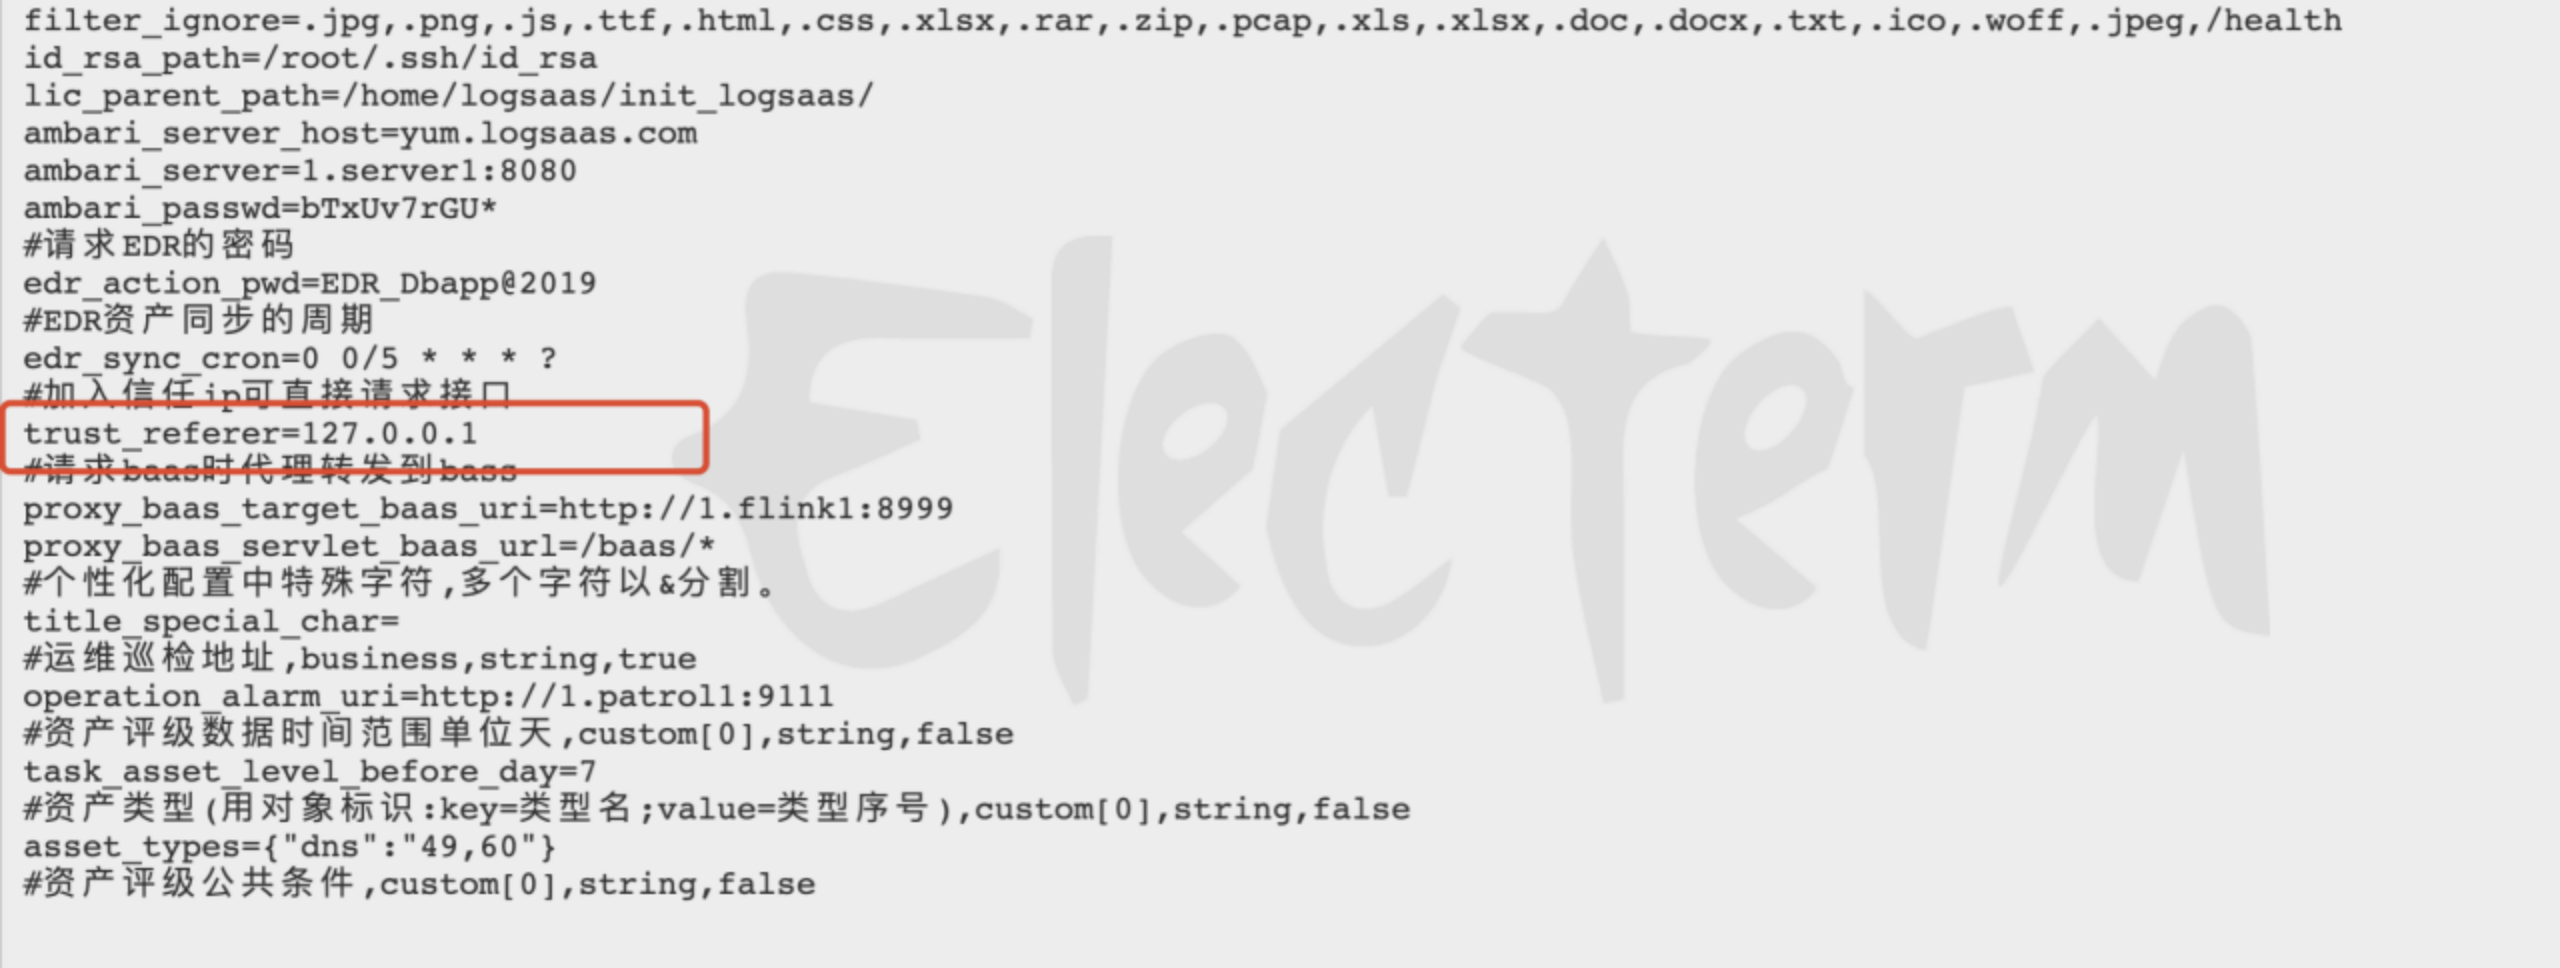 filter_ignore=.jpg,.png,.js,.ttf,.html,.css,.xlsx,.rar,.zip,.pcap,.xls,.xlsx,.doc,.docx,.txt,.ico,.woff,.jpeg,/health
id_rsa_path=/root/.ssh/id_rsa
lic_parent_path=/home/logsaas/init_logsaas/
ambari_server_host=yum.logsaas.com
ambari_server=1.server1:8080
ambari_passwd=bTxUv7rGU*
#请求EDR的密码
edr_action_pwd=EDR_Dbapp@2019
#EDR资产同步的周期
edr_sync_cron=0 0/5 * * * ?
#加入信任ip可直接请求接口
trust_referer=127.0.0.1
#请求baas时代理转发到bass
proxy_baas_target_baas_uri=http://1.flink1:8999
proxy_baas_servlet_baas_url=/baas/*
#个性化配置中特殊字符,多个字符以&分割。
title_special_char=
#运维巡检地址,business,string,true
operation_alarm_uri=http://1.patrol1:9111
#资产评级数据时间范围单位天,custom[0],string,false
task_asset_level_before_day=7
#资产类型(用对象标识:key=类型名;value=类型序号),custom[0],string,false
asset_types={"dns":"49,60"}
#资产评级公共条件,custom[0],string,false
Electerm